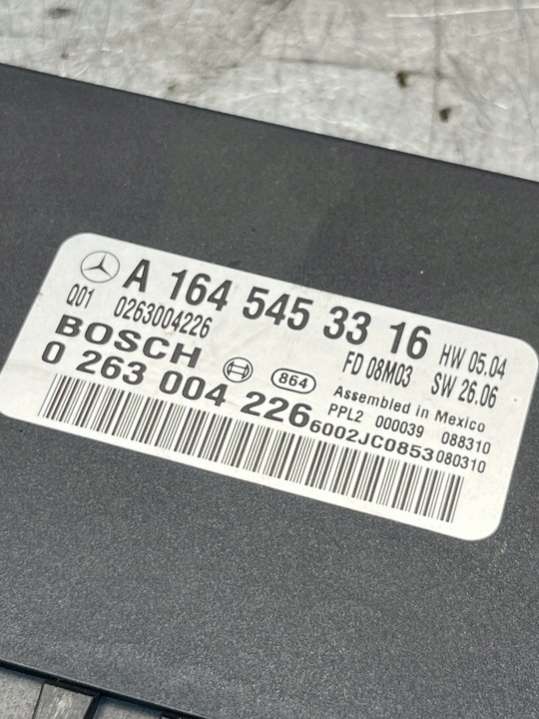 A 164 545 33 16 HW 05.04
Q01 0263004226 FD 08M03 SW 26.06
BOSCH 864 Assembled in Mexico
0 263 004 226 PPL2 000039 088310
6002JC0853 080310